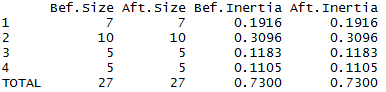 Bef.Size Aft.Size Bef.Inertia Aft.Inertia
1 7 7 0.1916 0.1916
2 10 10 0.3096 0.3096
3 5 5 0.1183 0.1183
4 5 5 0.1105 0.1105
TOTAL 27 27 0.7300 0.7300